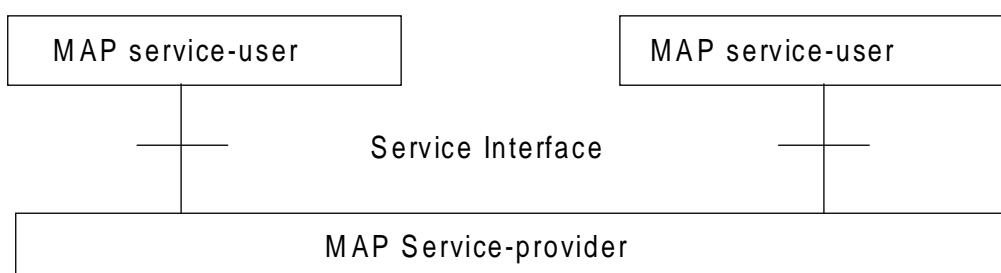 MAP service-user
MAP service-user
Service Interface
MAP Service-provider